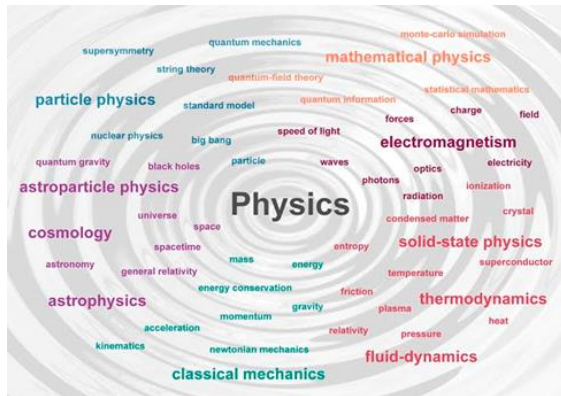 monte-carlo simulation
quantum mechanics
supersymmetry
mathematical physics
string theory
quantum-field theory
statistical mathematics
particle physics
standard model
quantum information
charge
field
forces
nuclear physics
big bang
speed of light
electromagnetism
quantum gravity
black holes
particle
waves
optics
electricity
astroparticle physics
photons
ionization
radiation
Physics
universe
space
condensed matter
crystal
cosmology
spacetime
entropy
solid-state physics
astronomy
general relativity
mass
energy
temperature
superconductor
energy conservation
friction
astrophysics
gravity
plasma
thermodynamics
momentum
acceleration
relativity
pressure
heat
kinematics
newtonian mechanics
fluid-dynamics
classical mechanics